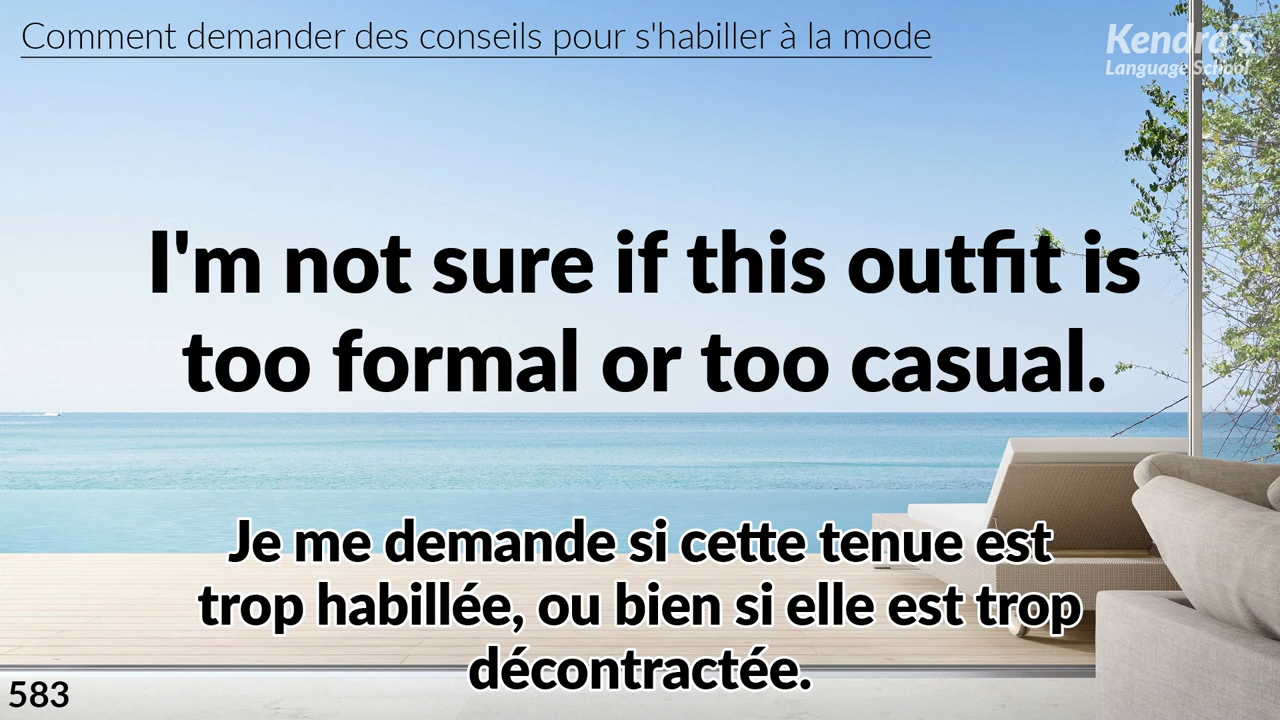 Comment demander des conseils pour s'habiller à la mode
Kendra's
Language School
I'm not sure if this outfit is
too formal or too casual.
Je me demande si cette tenue est
trop habillée, ou bien si elle est trop
décontractée.
583